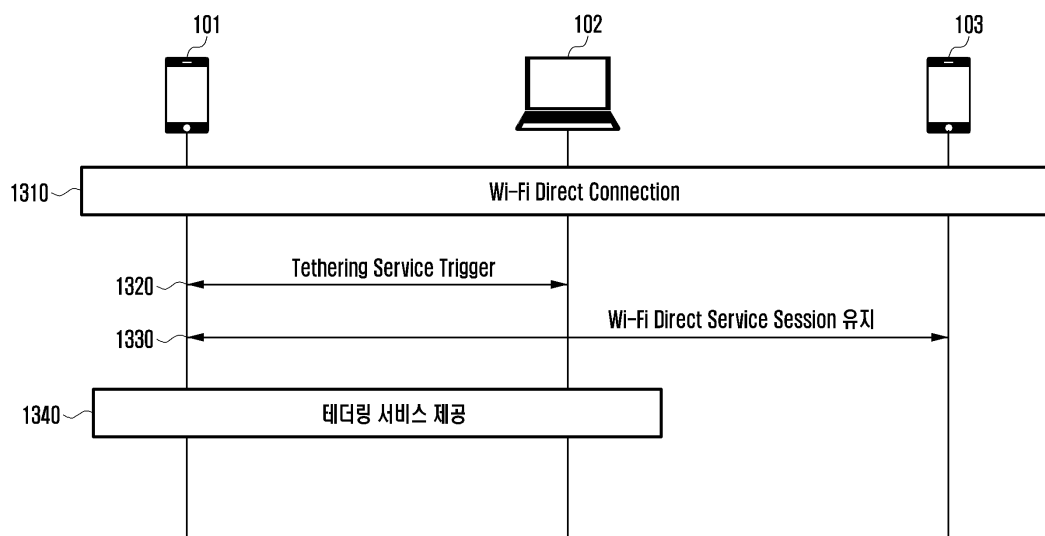 101
102
103
1310
Wi-Fi Direct Connection
Tethering Service Trigger
1320
Wi-Fi Direct Service Session 유지
1330
1340
테더링 서비스 제공